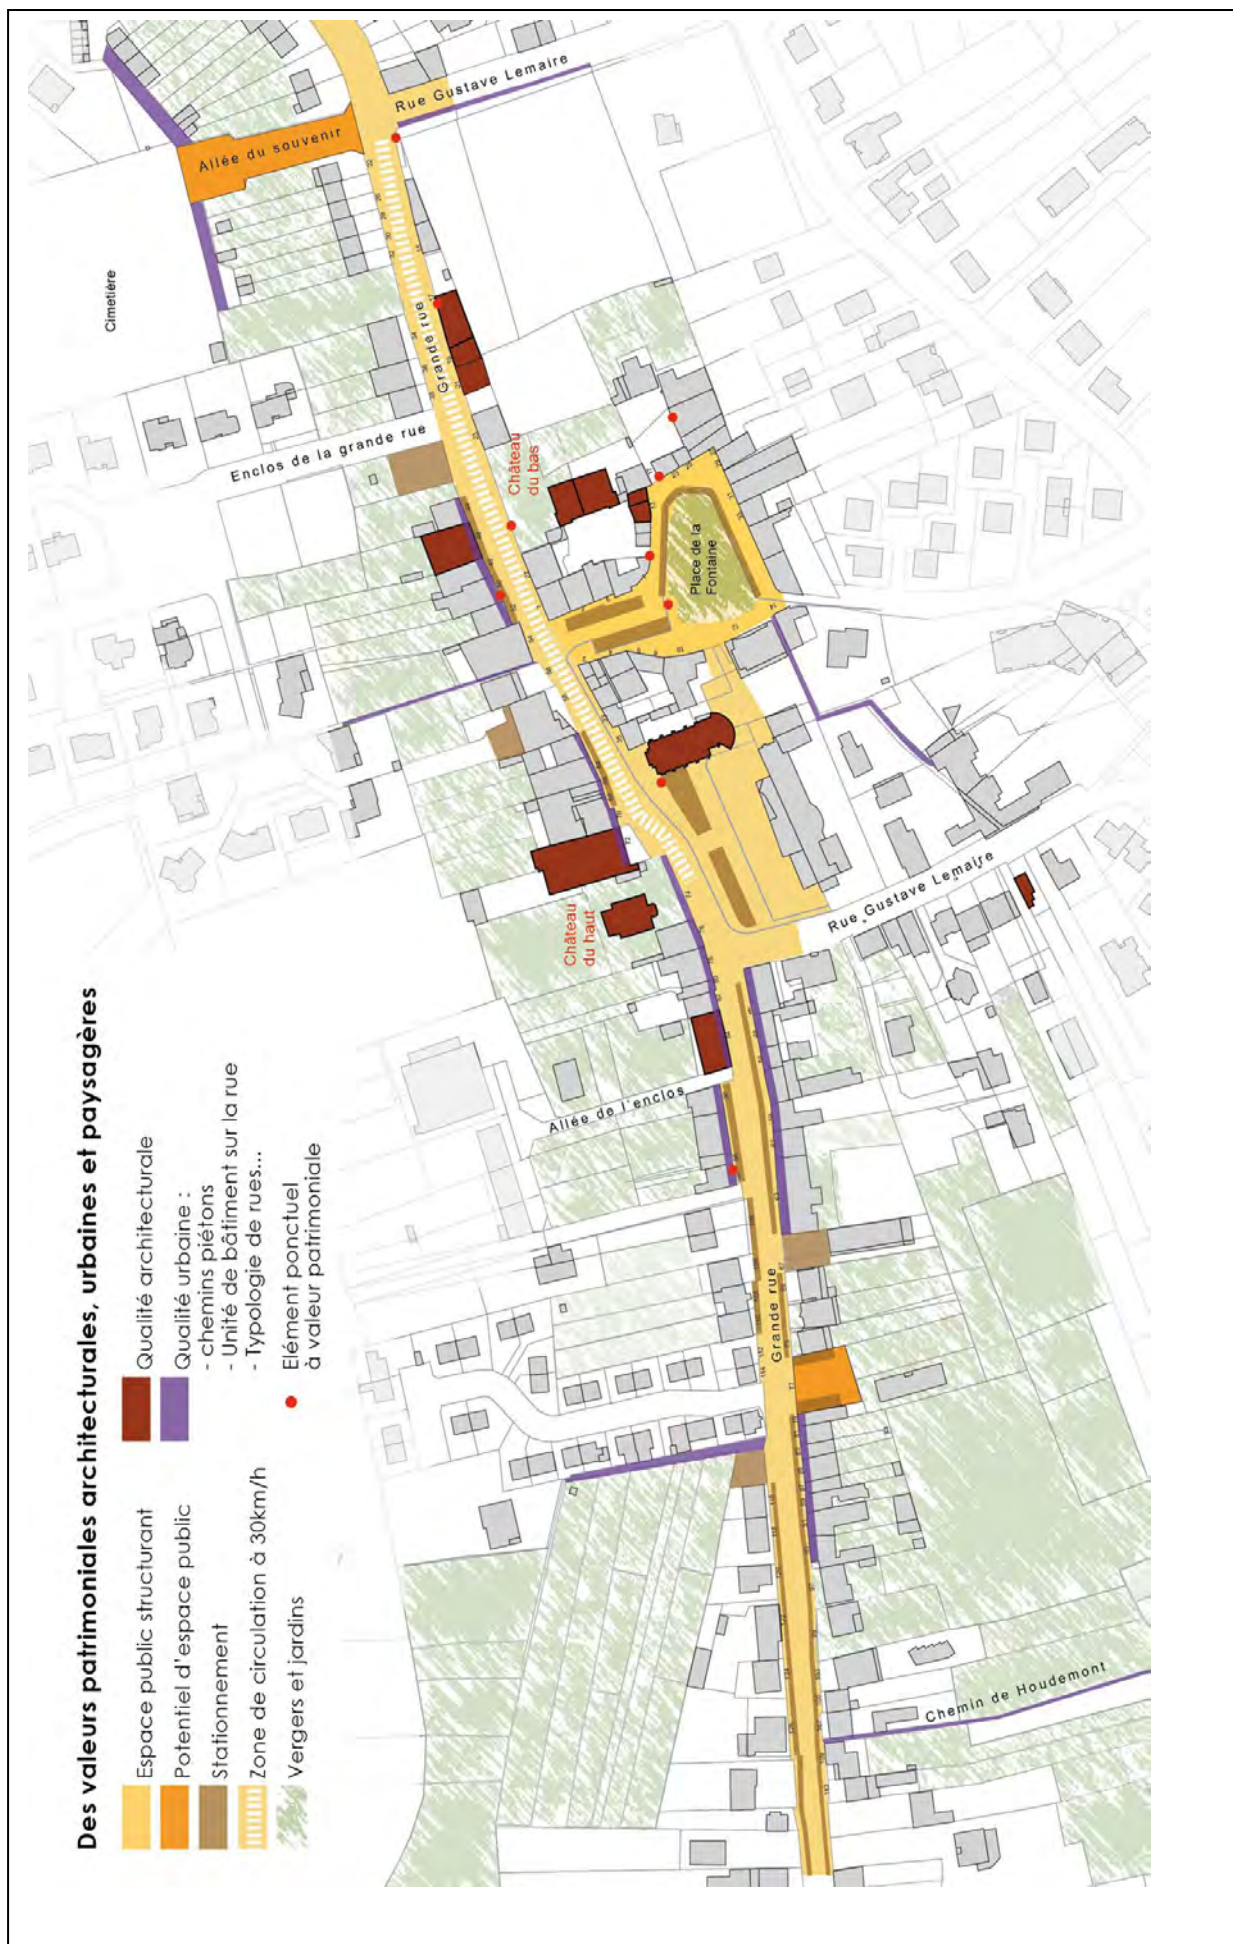 Des valeurs patrimoniales architecturales, urbaines et paysagères
Espace public structurant
Potentiel d'espace public
Stationnement
Zone de circulation à 30km/h
Vergers et jardins
Qualité architecturale
Qualité urbaine :
- chemins piétons
- Unité de bâtiment sur la rue
- Typologie de rues...
Elément ponctuel
à valeur patrimoniale
Cimetière
Allée du souvenir
Rue Gustave Lemaire
Grande rue
Enclos de la grande rue
Château
du bas
Place de la
Fontaine
Château
du haut
Rue Gustave Lemaire
Allée de l'enclos
Grande rue
Chemin de Houdemont